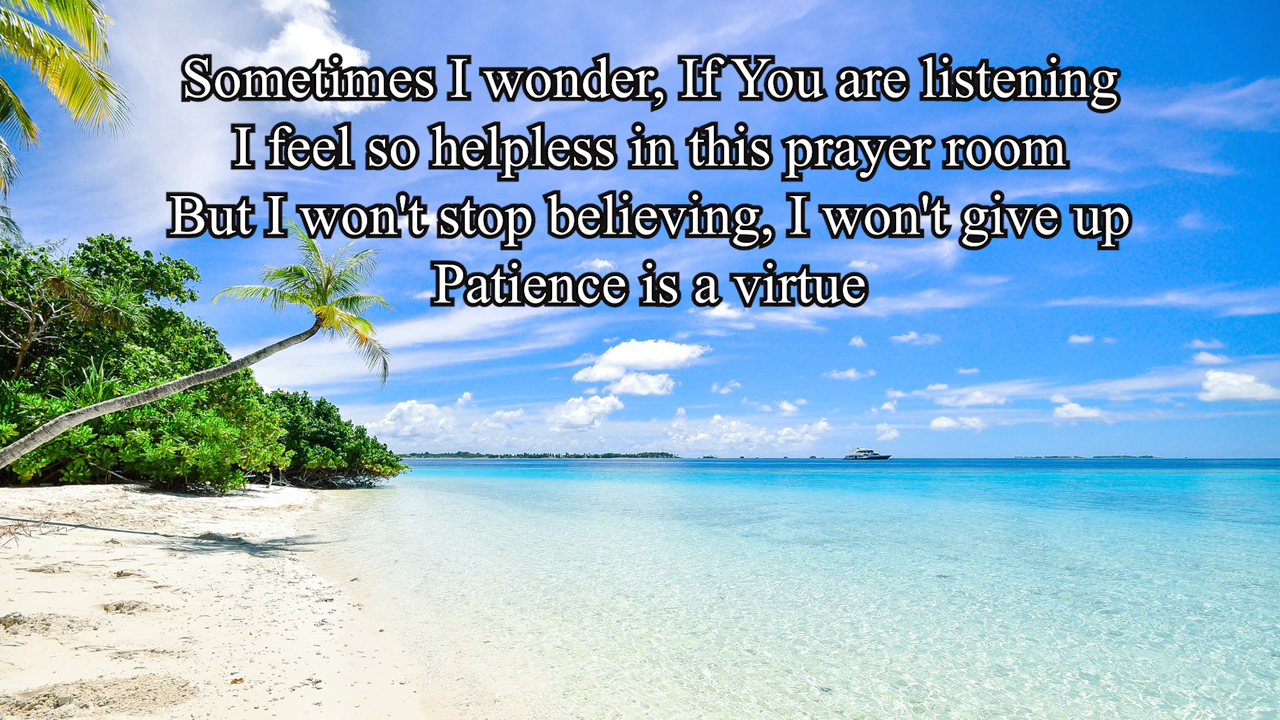 Sometimes I wonder, If You are listening
I feel so helpless in this prayer room
But I won't stop believing, I won't give up
Patience is a virtue